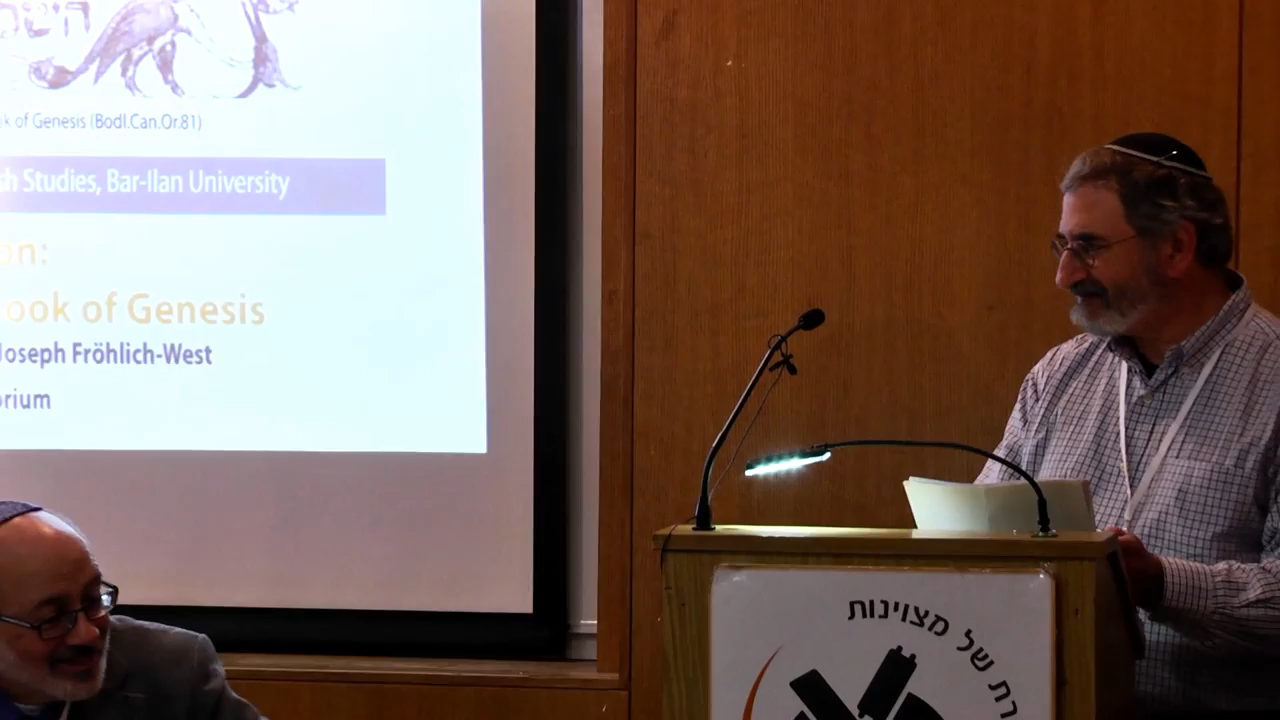 k of Genesis (Bodl.Can.Or.81)
h Studies, Bar-Ilan University
on:
ook of Genesis
Joseph Fröhlich-West
orium
רת של מצוינות